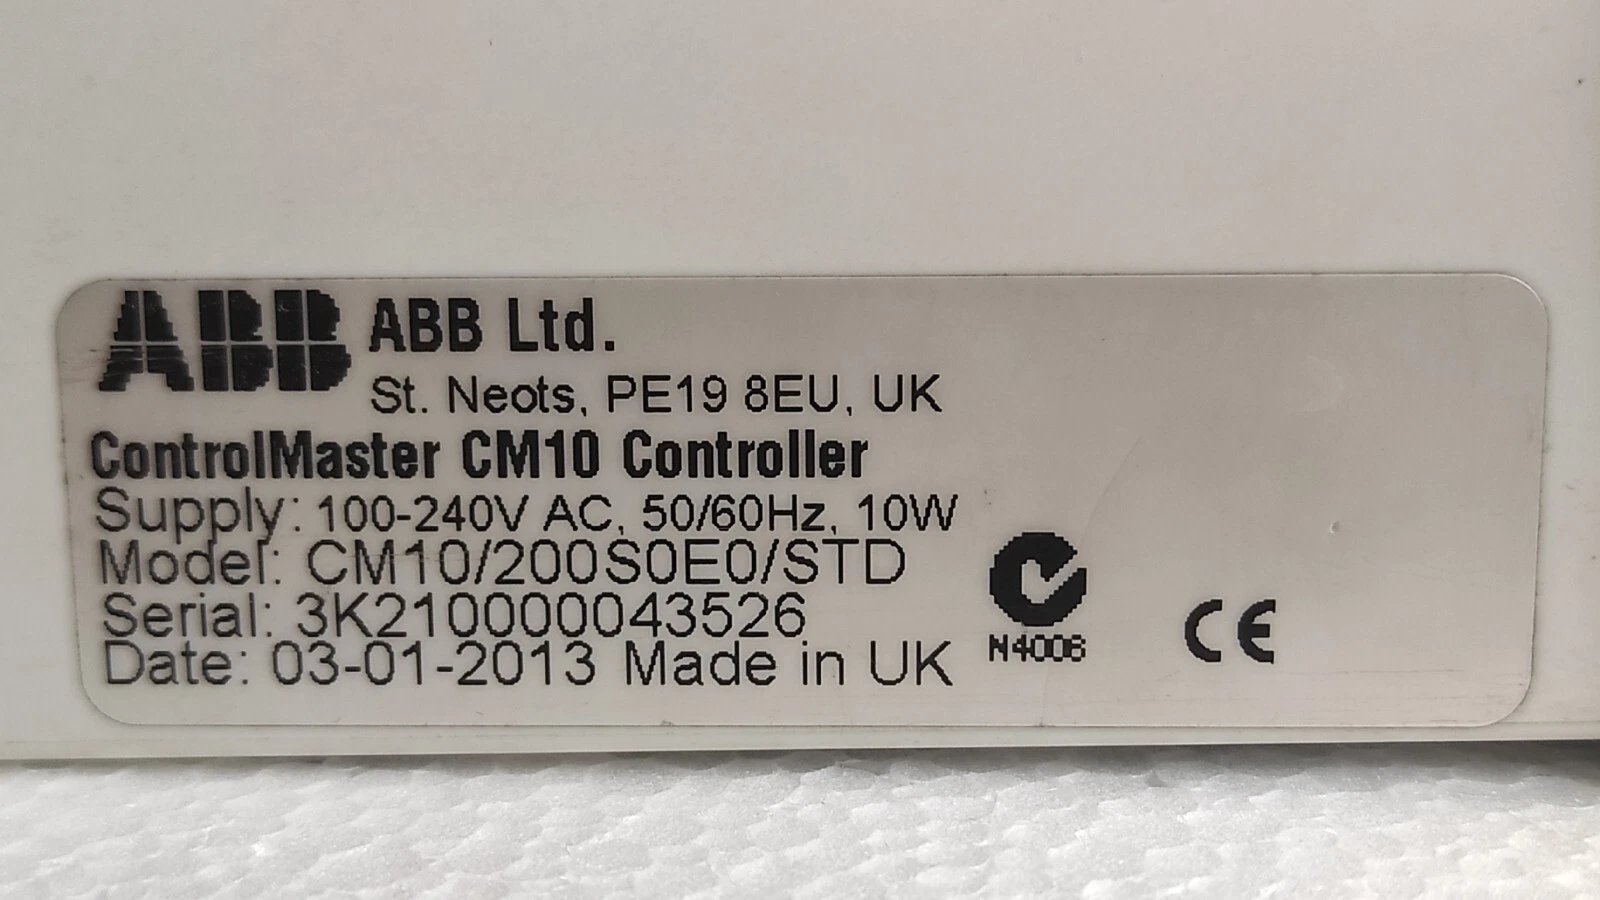 ABB ABB Ltd.
St. Neots, PE19 8EU, UK
ControlMaster CM10 Controller
Supply: 100-240V AC, 50/60Hz, 10W
Model: CM10/200S0E0/STD
Serial: 3K210000043526
Date: 03-01-2013 Made in UK
N4006
CE